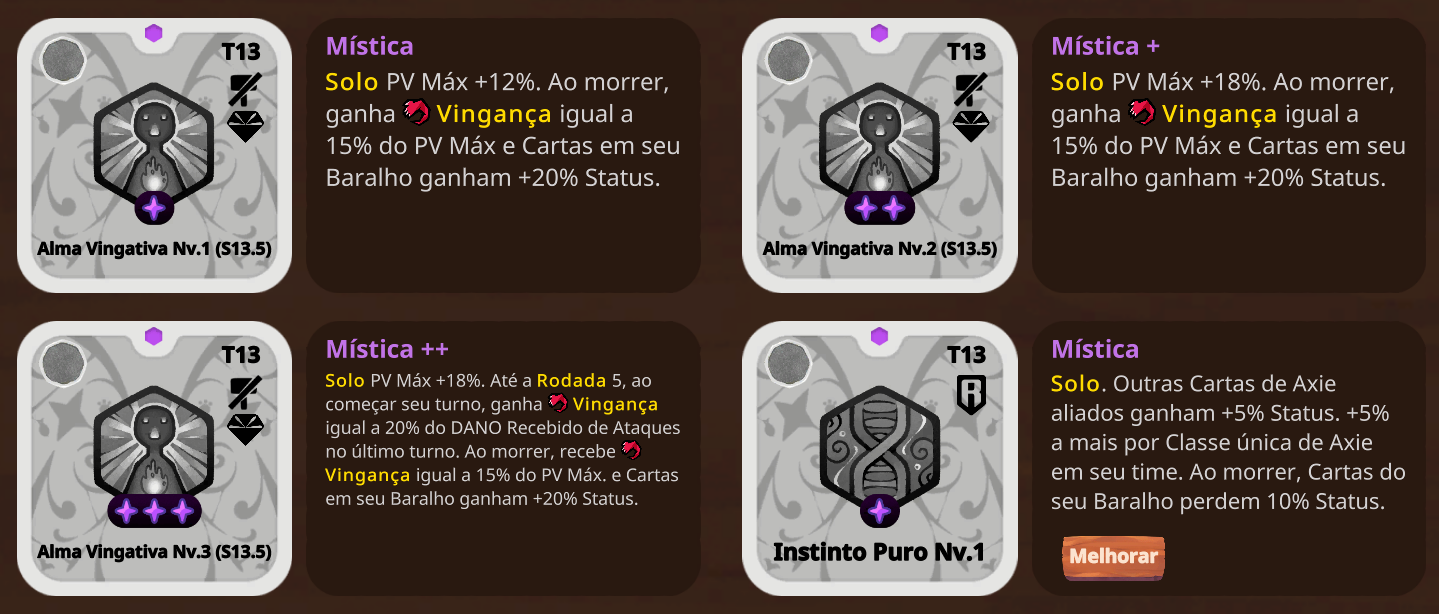 T13
Alma Vingativa Nv.1 (S13.5)
Mística
Solo PV Máx +12%. Ao morrer,
ganha Vingança igual a
15% do PV Máx e Cartas em seu
Baralho ganham +20% Status.
T13
Alma Vingativa Nv.2 (S13.5)
Mística +
Solo PV Máx +18%. Ao morrer,
ganha Vingança igual a
15% do PV Máx e Cartas em seu
Baralho ganham +20% Status.
T13
Alma Vingativa Nv.3 (S13.5)
Mística ++
Solo PV Máx +18%. Até a Rodada 5, ao
começar seu turno, ganha Vingança
igual a 20% do DANO Recebido de Ataques
no último turno. Ao morrer, recebe
Vingança igual a 15% do PV Máx. e Cartas
em seu Baralho ganham +20% Status.
T13
R
Instinto Puro Nv.1
Mística
Solo. Outras Cartas de Axie
aliados ganham +5% Status. +5%
a mais por Classe única de Axie
em seu time. Ao morrer, Cartas do
seu Baralho perdem 10% Status.
Melhorar